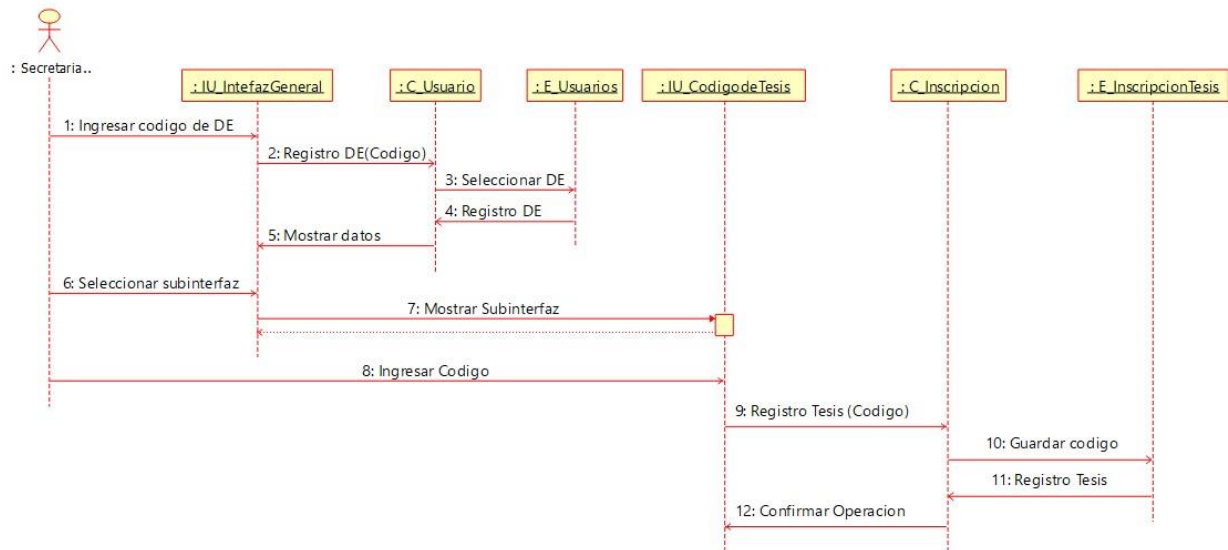 : Secretaria..
: IU_IntefazGeneral
: C_Usuario
: E_Usuarios
: IU_CodigodeTesis
: C_Inscripcion
: E_InscripcionTesis
1: Ingresar codigo de DE
2: Registro DE(Codigo)
3: Seleccionar DE
4: Registro DE
5: Mostrar datos
6: Seleccionar subinterfaz
7: Mostrar Subinterfaz
8: Ingresar Codigo
9: Registro Tesis (Codigo)
10: Guardar codigo
11: Registro Tesis
12: Confirmar Operacion